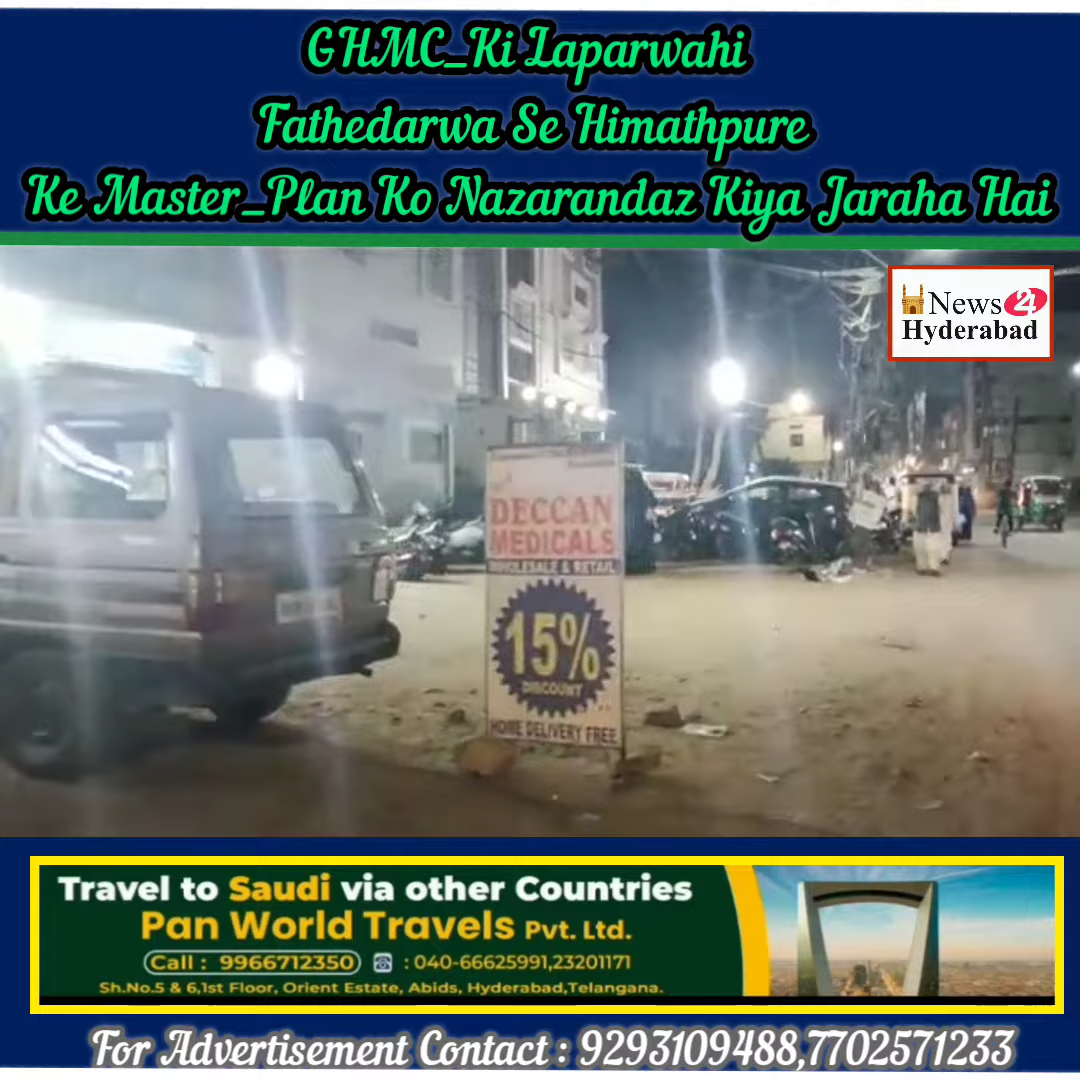 GHMC_Ki Laparwahi
Fathedarwa Se Himathpure
Ke Master_Plan Ko Nazarandaz Kiya Jaraha Hai
News 24
Hyderabad
DECCAN
MEDICALS
WHOLESALE & RETAIL
15%
DISCOUNT
HOME DELIVERY FREE
Travel to Saudi via other Countries
Pan World Travels Pvt. Ltd.
Call : 9966712350 : 040-66625991,23201171
Sh.No.5 & 6,1st Floor, Orient Estate, Abids, Hyderabad,Telangana.
For Advertisement Contact : 9293109488,7702571233